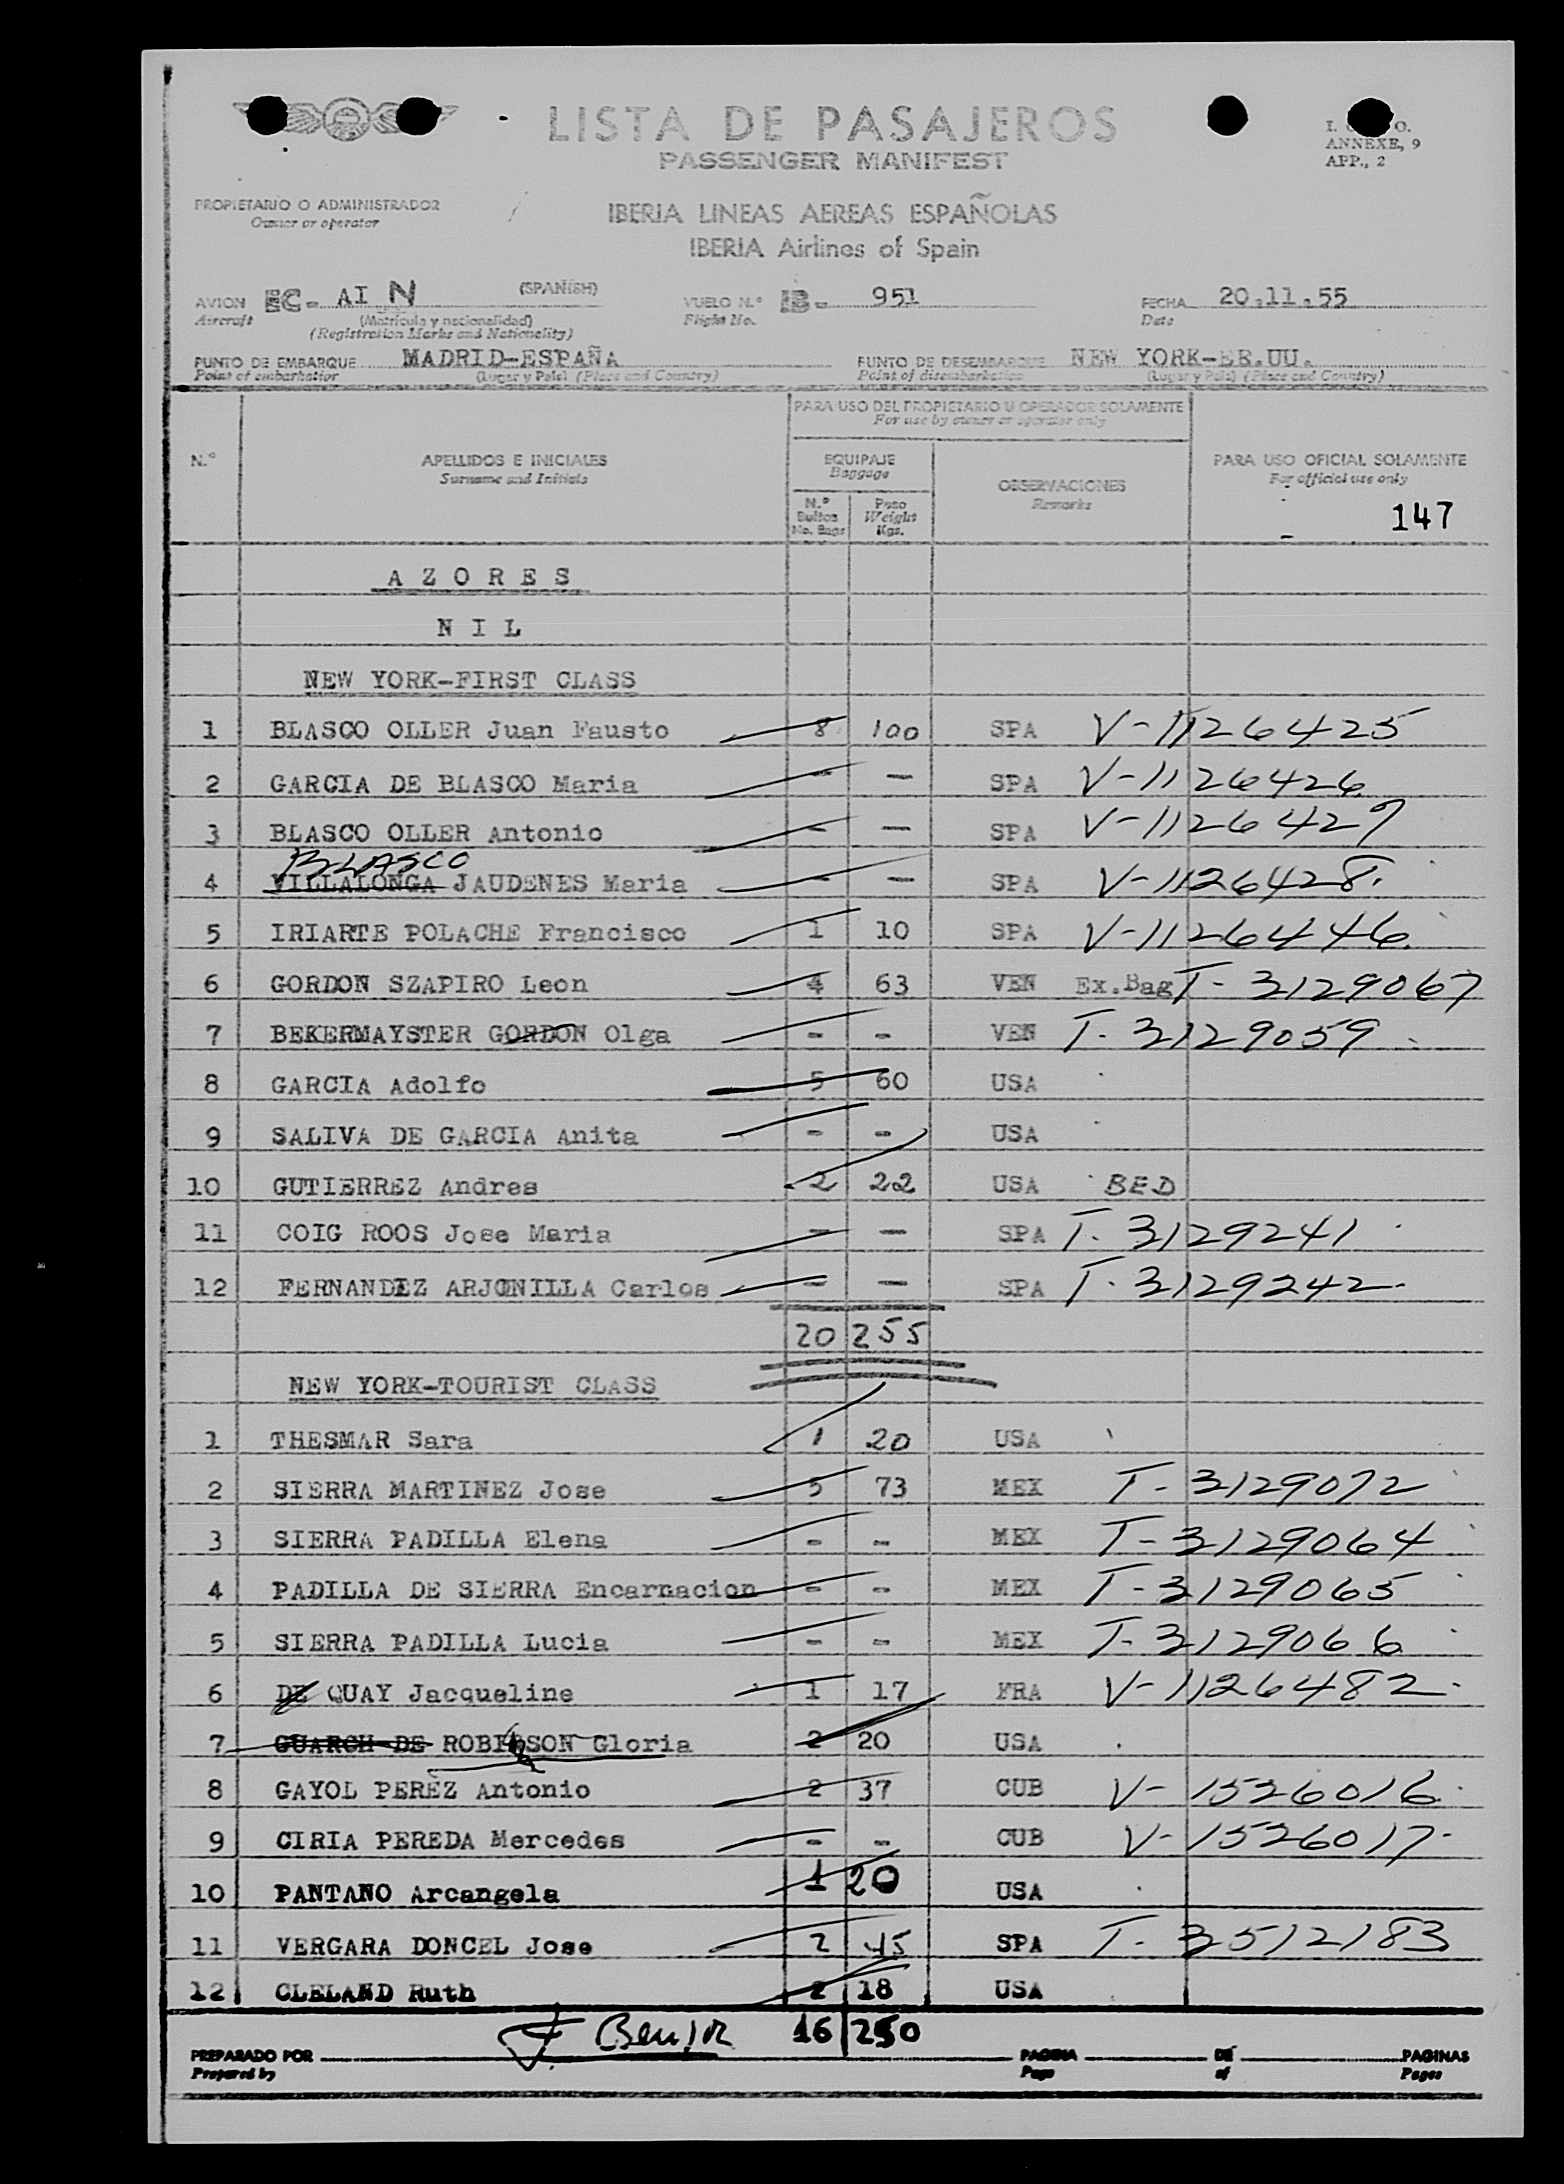 LISTA DE PASAJEROS
PASSENGER MANIFEST
I. O.
ANNEXE, 9
APP., 2
PROPIETARIO O ADMINISTRADOR
Owner or operator
IBERIA LINEAS AEREAS ESPAÑOLAS
IBERIA Airlines of Spain
AVION EC- AI N (SPANISH) VUELO N.º IB- 951 FECHA 20.11.55
Aircraft (Matrícula y nacionalidad) Flight No. Date
(Registration Marks and Nationality)
PUNTO DE EMBARQUE MADRID-ESPAÑA PUNTO DE DESEMBARQUE NEW YORK-EE.UU.
Point of embarkation (Lugar y País) (Place and Country) Point of disembarkation (Lugar y País) (Place and Country)
PARA USO DEL PROPIETARIO U OPERADOR SOLAMENTE
For use by owner or operator only
N.º APELLIDOS E INICIALES EQUIPAJE OBSERVACIONES PARA USO OFICIAL SOLAMENTE
Surname and Initials Baggage Remarks For official use only
N.º Bultos No. Bags Peso Weight Kgs. 147
A Z O R E S
N I L
NEW YORK-FIRST CLASS
1 BLASCO OLLER Juan Fausto 8 100 SPA V-11264425
2 GARCIA DE BLASCO Maria - - SPA V-1126426
3 BLASCO OLLER Antonio - - SPA V-1126427
BLASCO
4 VILLALONGA JAUDENES Maria - - SPA V-1126428.
5 IRIARTE POLACHE Francisco 1 10 SPA V-11264446.
6 GORDON SZAPIRO Leon 4 63 VEN Ex.Bag T- 3129067
7 BEKERMAYSTER GORDON Olga - - VEN T- 3129059
8 GARCIA Adolfo 5 60 USA
9 SALIVA DE GARCIA Anita - - USA
10 GUTIERREZ Andres 2 22 USA BED
11 COIG ROOS Jose Maria - - SPA T- 3129241
12 FERNANDEZ ARJONILLA Carlos - - SPA T- 3129242-
20 255
NEW YORK-TOURIST CLASS
1 THESMAR Sara 1 20 USA
2 SIERRA MARTINEZ Jose 5 73 MEX T- 3129072
3 SIERRA PADILLA Elena - - MEX T-3129064
4 PADILLA DE SIERRA Encarnacion - - MEX T-3129065
5 SIERRA PADILLA Lucia - - MEX T-3129066
6 DE QUAY Jacqueline 1 17 FRA V-11264482-
7 GUARCH DE ROBINSON Gloria 2 20 USA
8 GAYOL PEREZ Antonio 2 37 CUB V- 1526016
9 CIRIA PEREDA Mercedes - - CUB V- 1526017-
10 PANTANO Arcangela 1 20 USA
11 VERGARA DONCEL Jose 2 45 SPA T- 3512183
12 CLELAND Ruth 2 18 USA
16 250
PREPARADO POR PAGINA DE PAGINAS
Prepared by Page of Pages